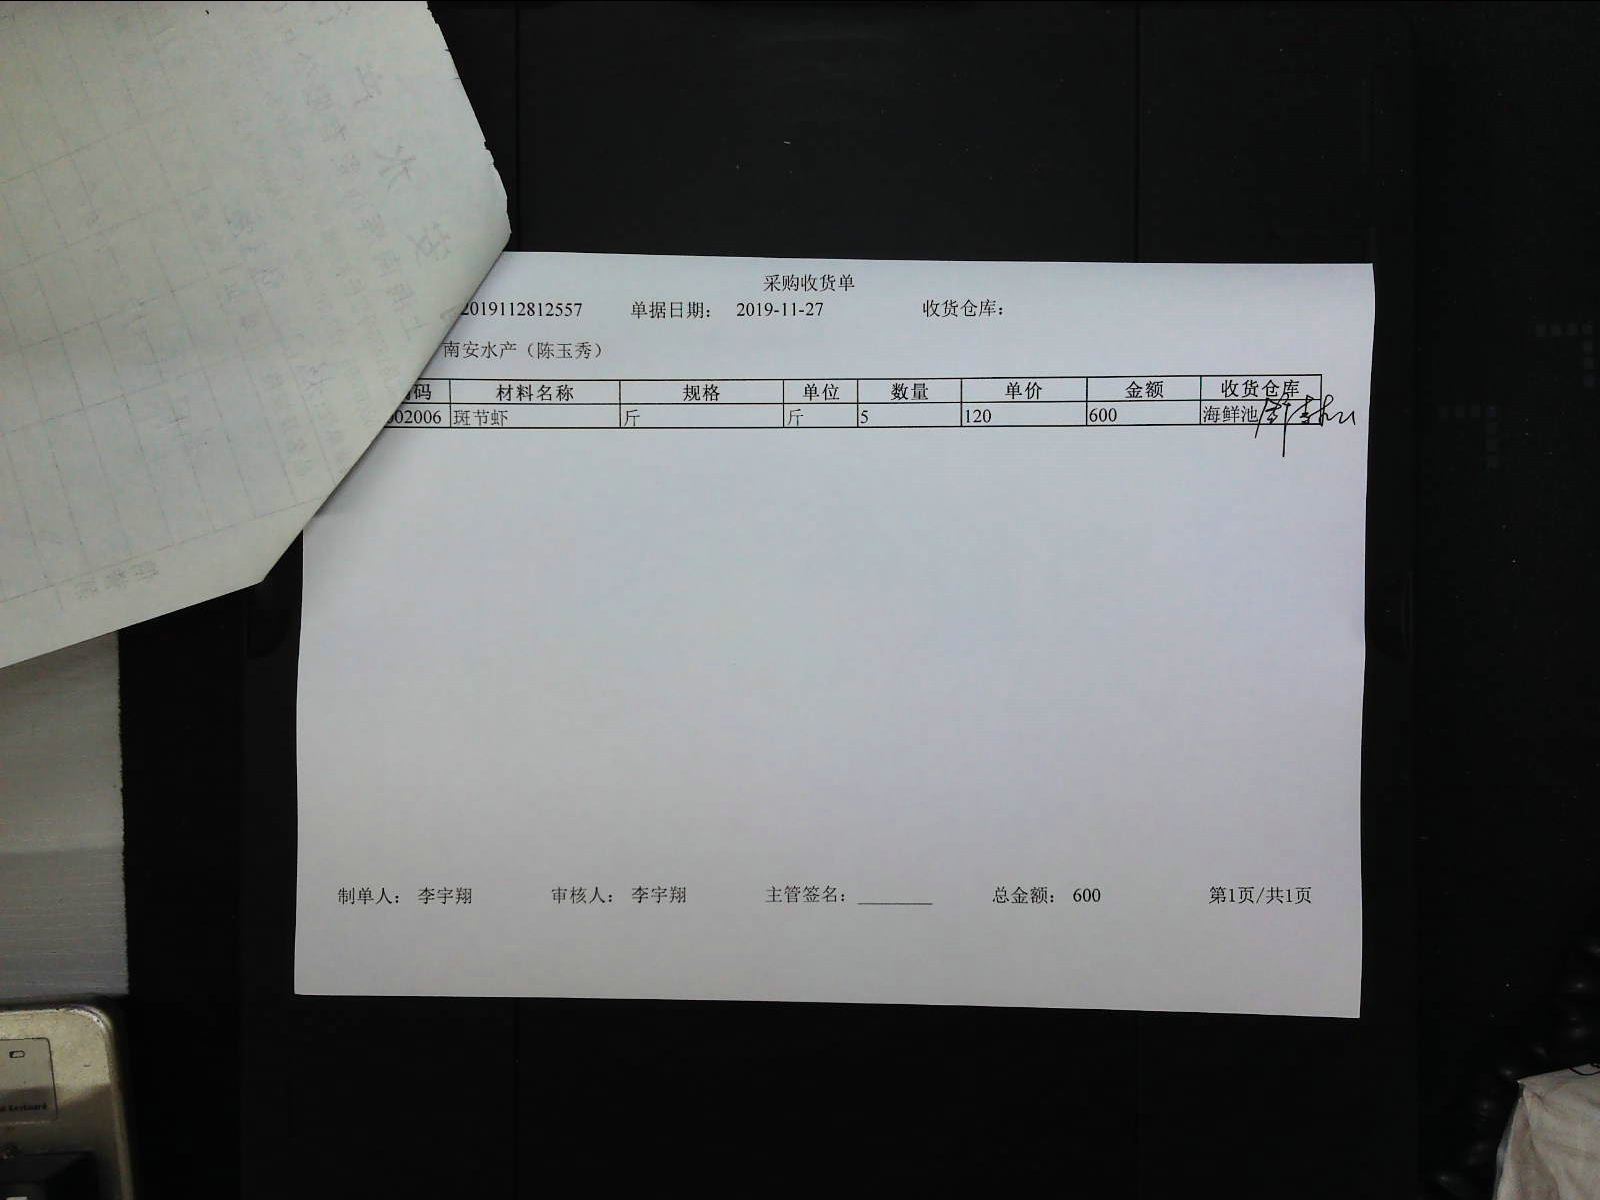 采购收货单
2019112812557 单据日期： 2019-11-27 收货仓库：
南安水产（陈玉秀）
码 材料名称 规格 单位 数量 单价 金额 收货仓库
02006 斑节虾 斤 斤 5 120 600 海鲜池
制单人： 李宇翔 审核人： 李宇翔 主管签名： ________ 总金额： 600 第1页/共1页